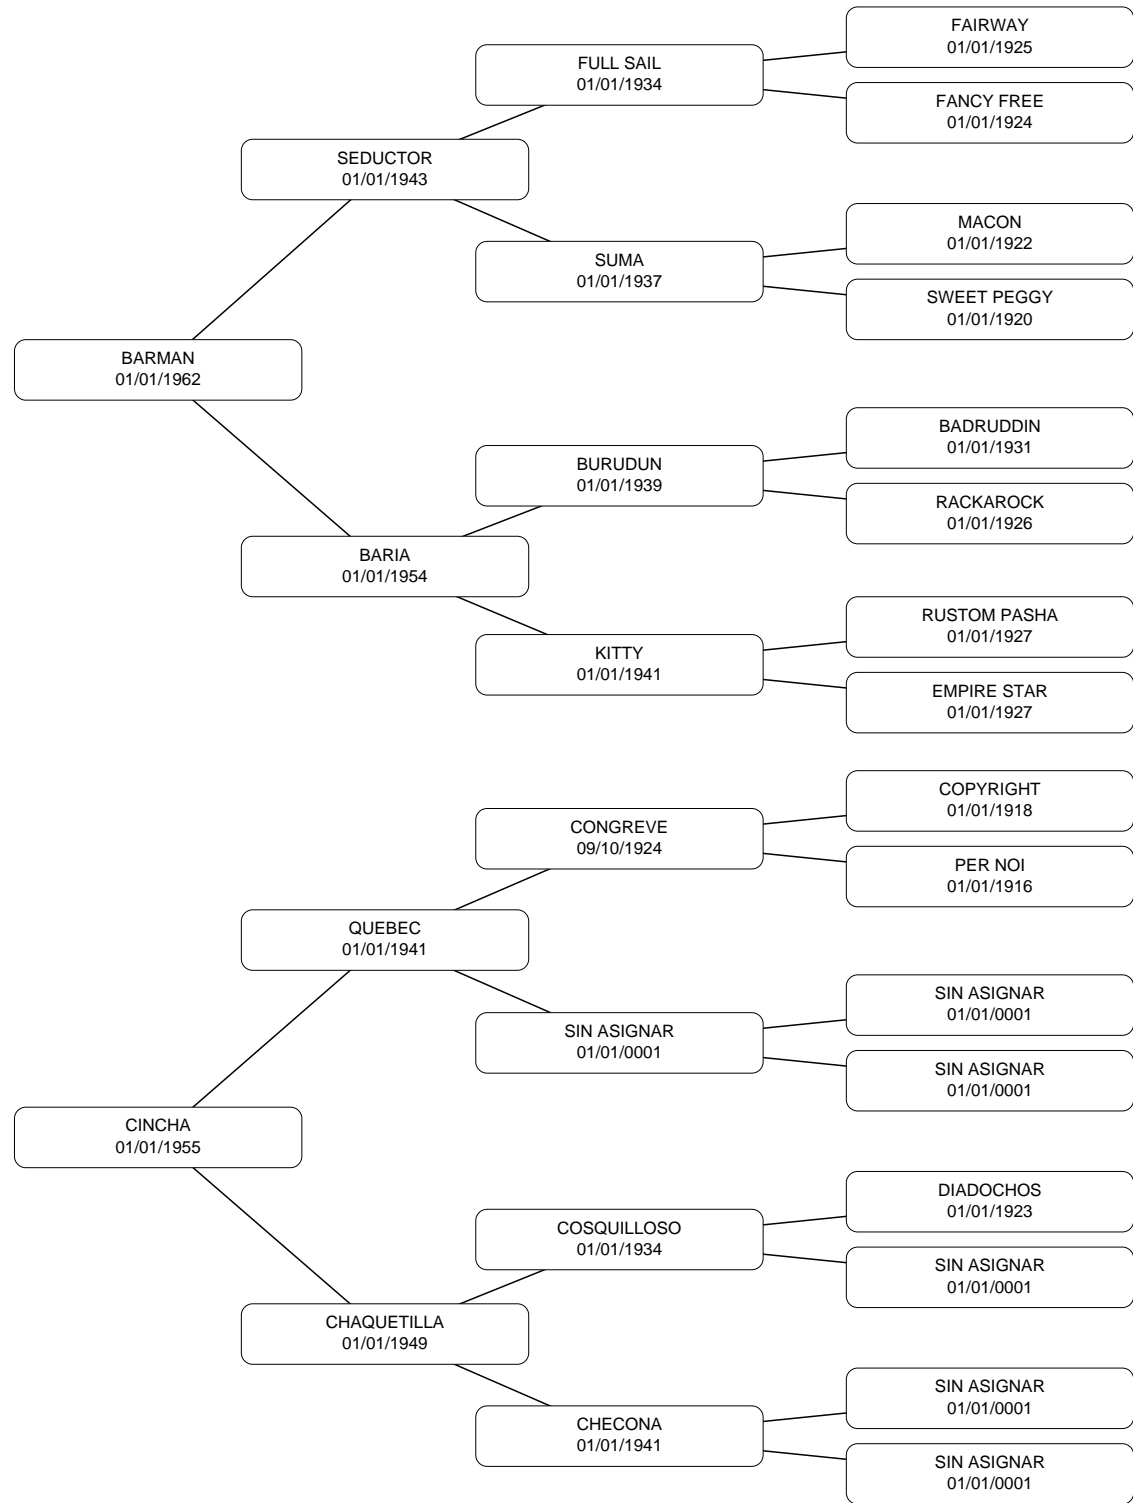 FAIRWAY
01/01/1925
FULL SAIL
01/01/1934
FANCY FREE
01/01/1924
SEDUCTOR
01/01/1943
MACON
01/01/1922
SUMA
01/01/1937
SWEET PEGGY
01/01/1920
BARMAN
01/01/1962
BADRUDDIN
01/01/1931
BURUDUN
01/01/1939
RACKAROCK
01/01/1926
BARIA
01/01/1954
RUSTOM PASHA
01/01/1927
KITTY
01/01/1941
EMPIRE STAR
01/01/1927
COPYRIGHT
01/01/1918
CONGREVE
09/10/1924
PER NOI
01/01/1916
QUEBEC
01/01/1941
SIN ASIGNAR
01/01/0001
SIN ASIGNAR
01/01/0001
SIN ASIGNAR
01/01/0001
CINCHA
01/01/1955
DIADOCHOS
01/01/1923
COSQUILLOSO
01/01/1934
SIN ASIGNAR
01/01/0001
CHAQUETILLA
01/01/1949
SIN ASIGNAR
01/01/0001
CHECONA
01/01/1941
SIN ASIGNAR
01/01/0001